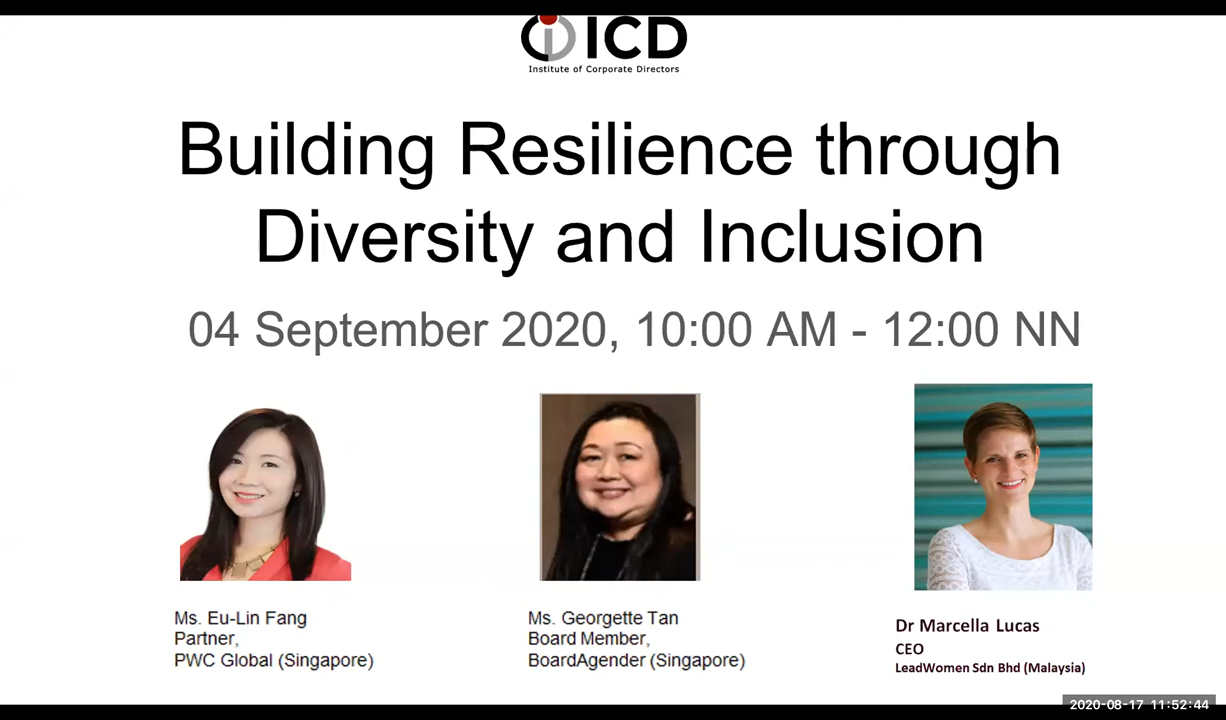 ICD
Institute of Corporate Directors
Building Resilience through
Diversity and Inclusion
04 September 2020, 10:00 AM - 12:00 NN
Ms. Eu-Lin Fang
Partner,
PWC Global (Singapore)
Ms. Georgette Tan
Board Member,
BoardAgender (Singapore)
Dr Marcella Lucas
CEO
LeadWomen Sdn Bhd (Malaysia)
2020-08-17 11:52:44